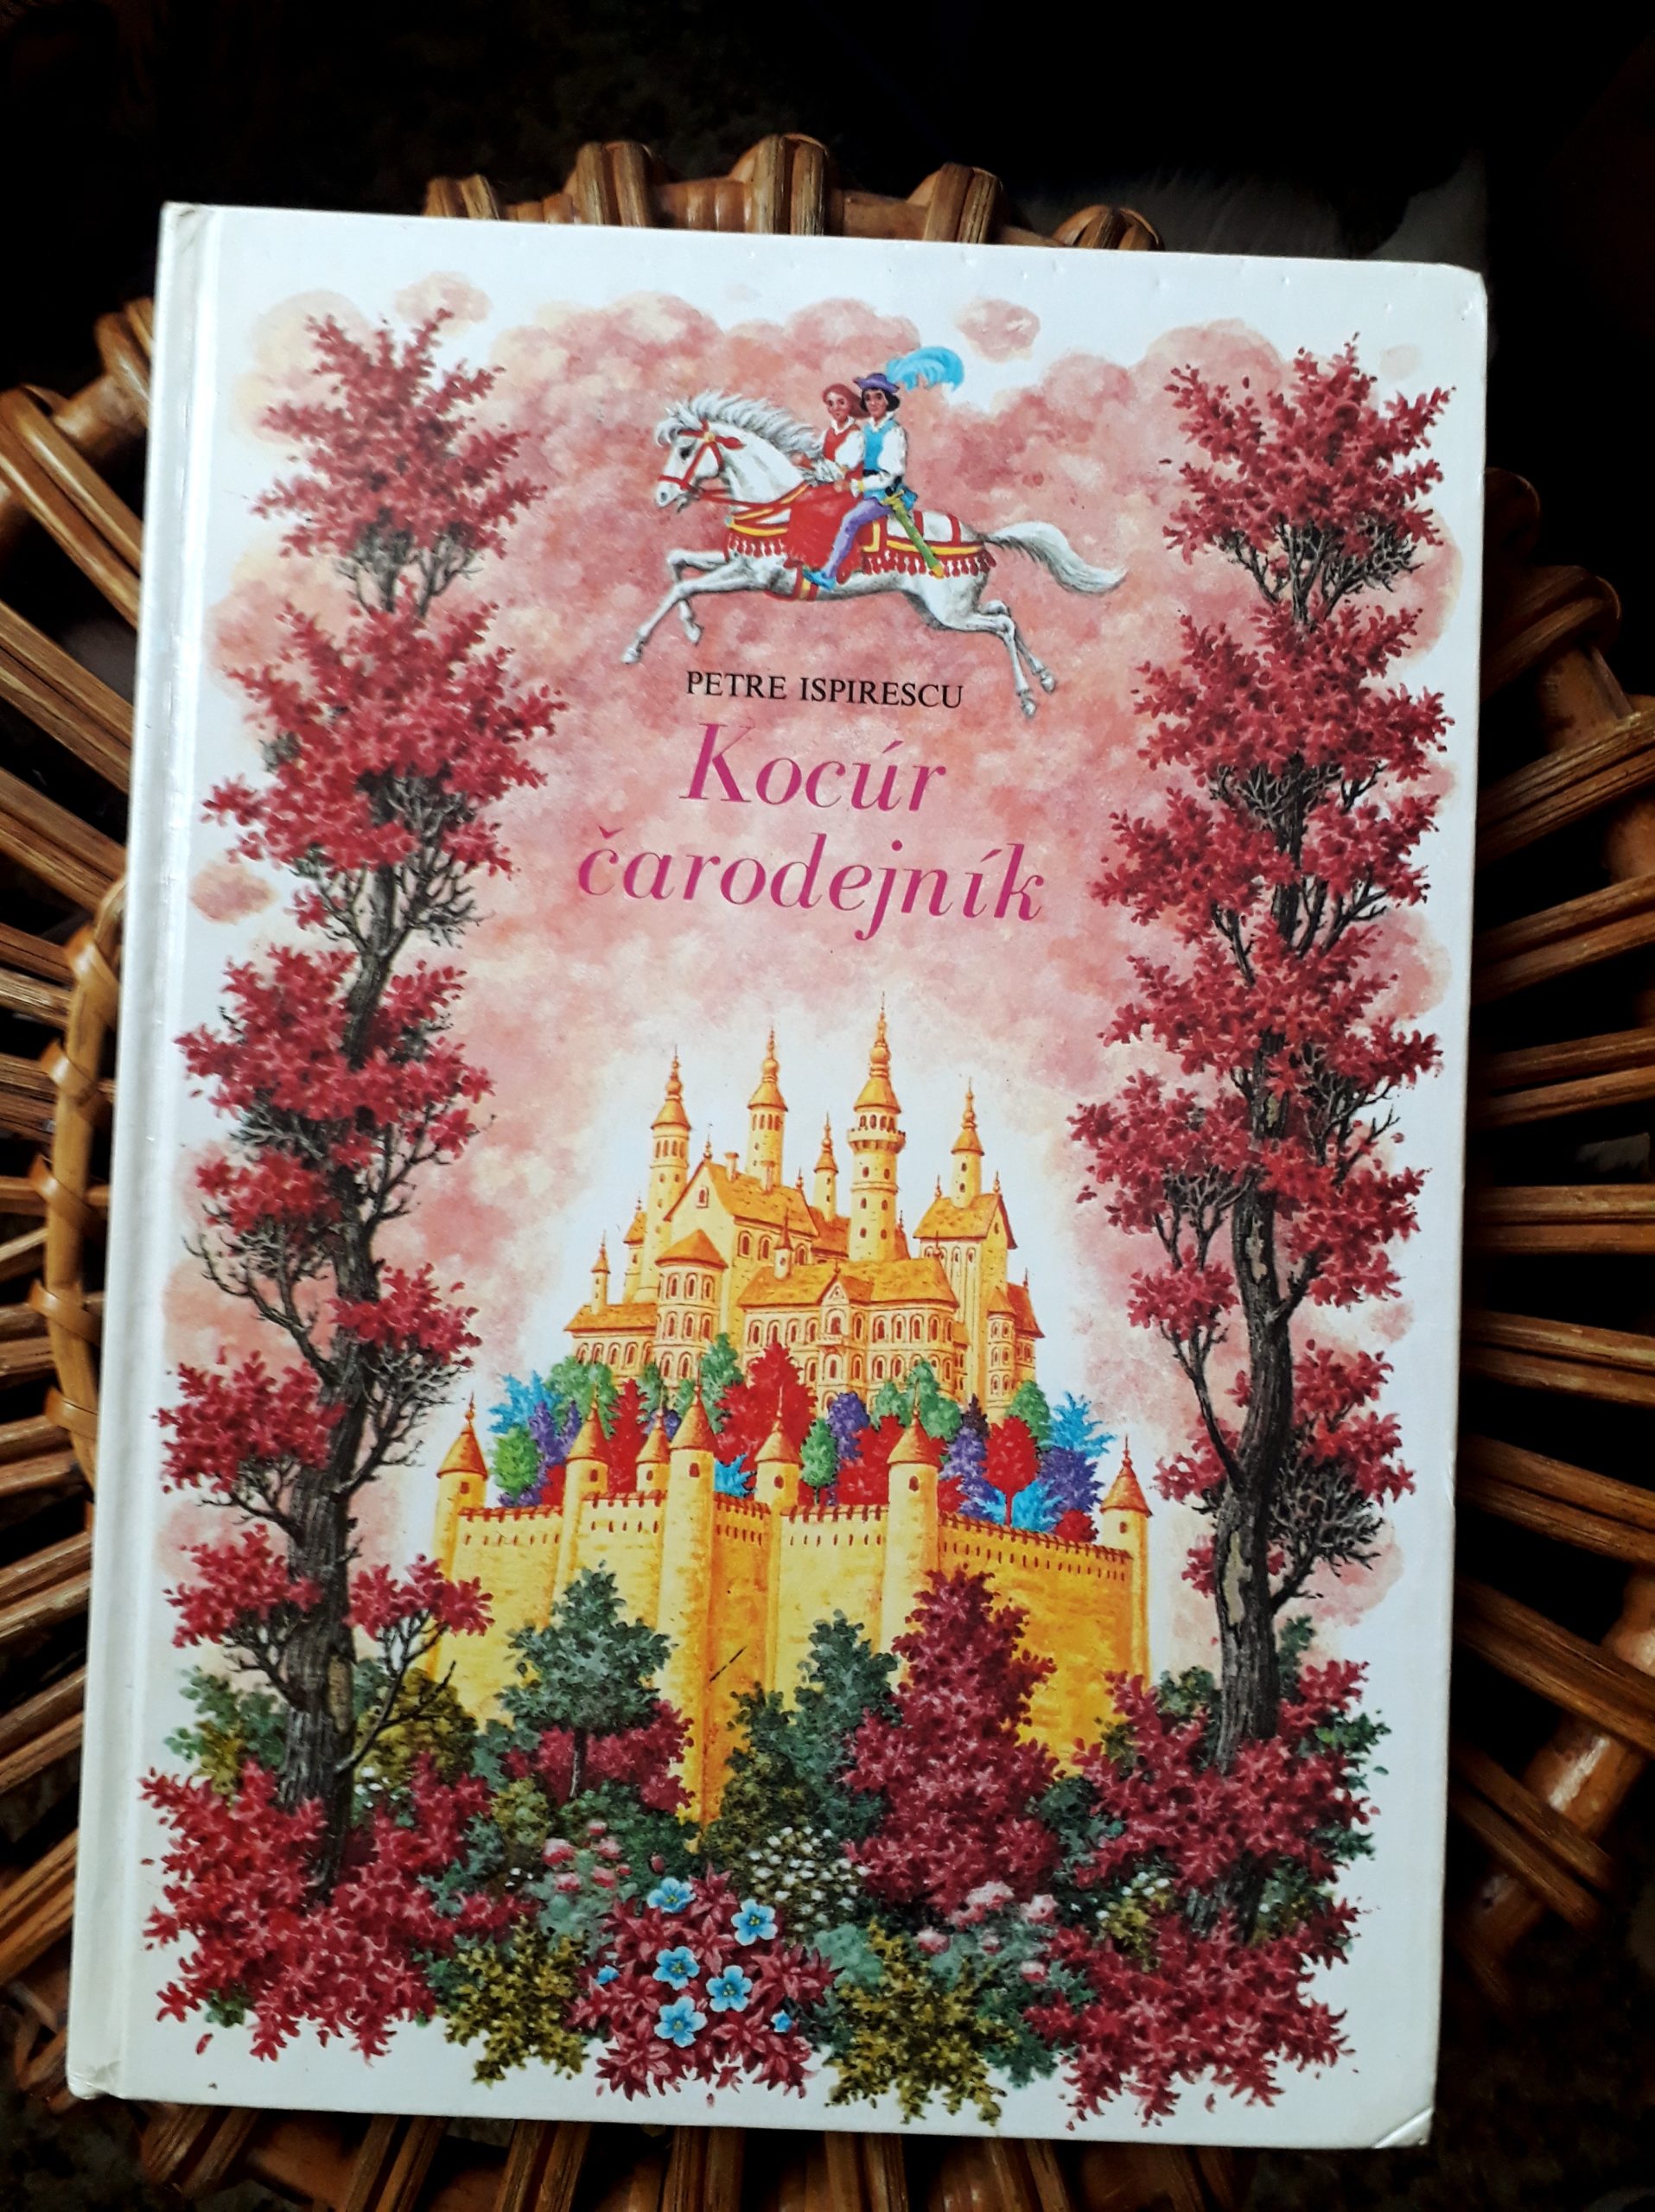 PETRE ISPIRESCU
Kocúr
čarodejník